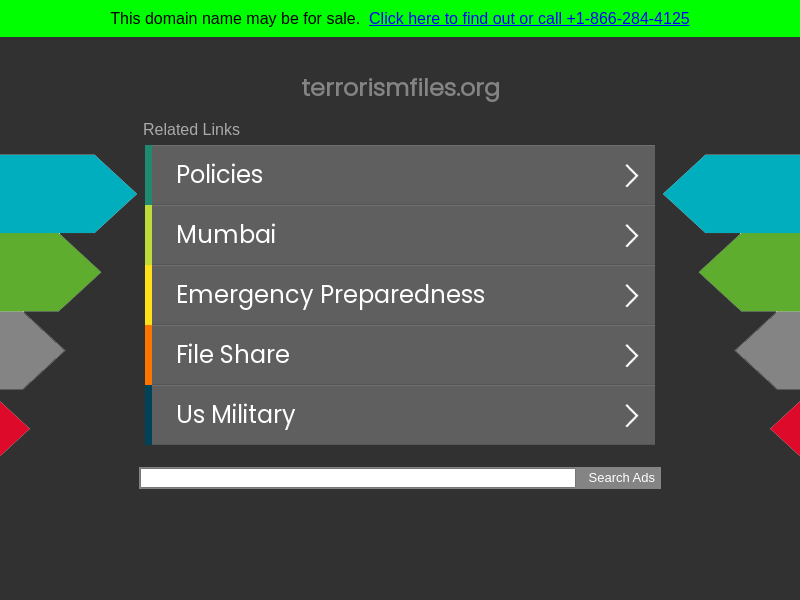 This domain name may be for sale. Click here to find out or call +1-866-284-4125
terrorismfiles.org
Related Links
Policies
Mumbai
Emergency Preparedness
File Share
Us Military
Search Ads